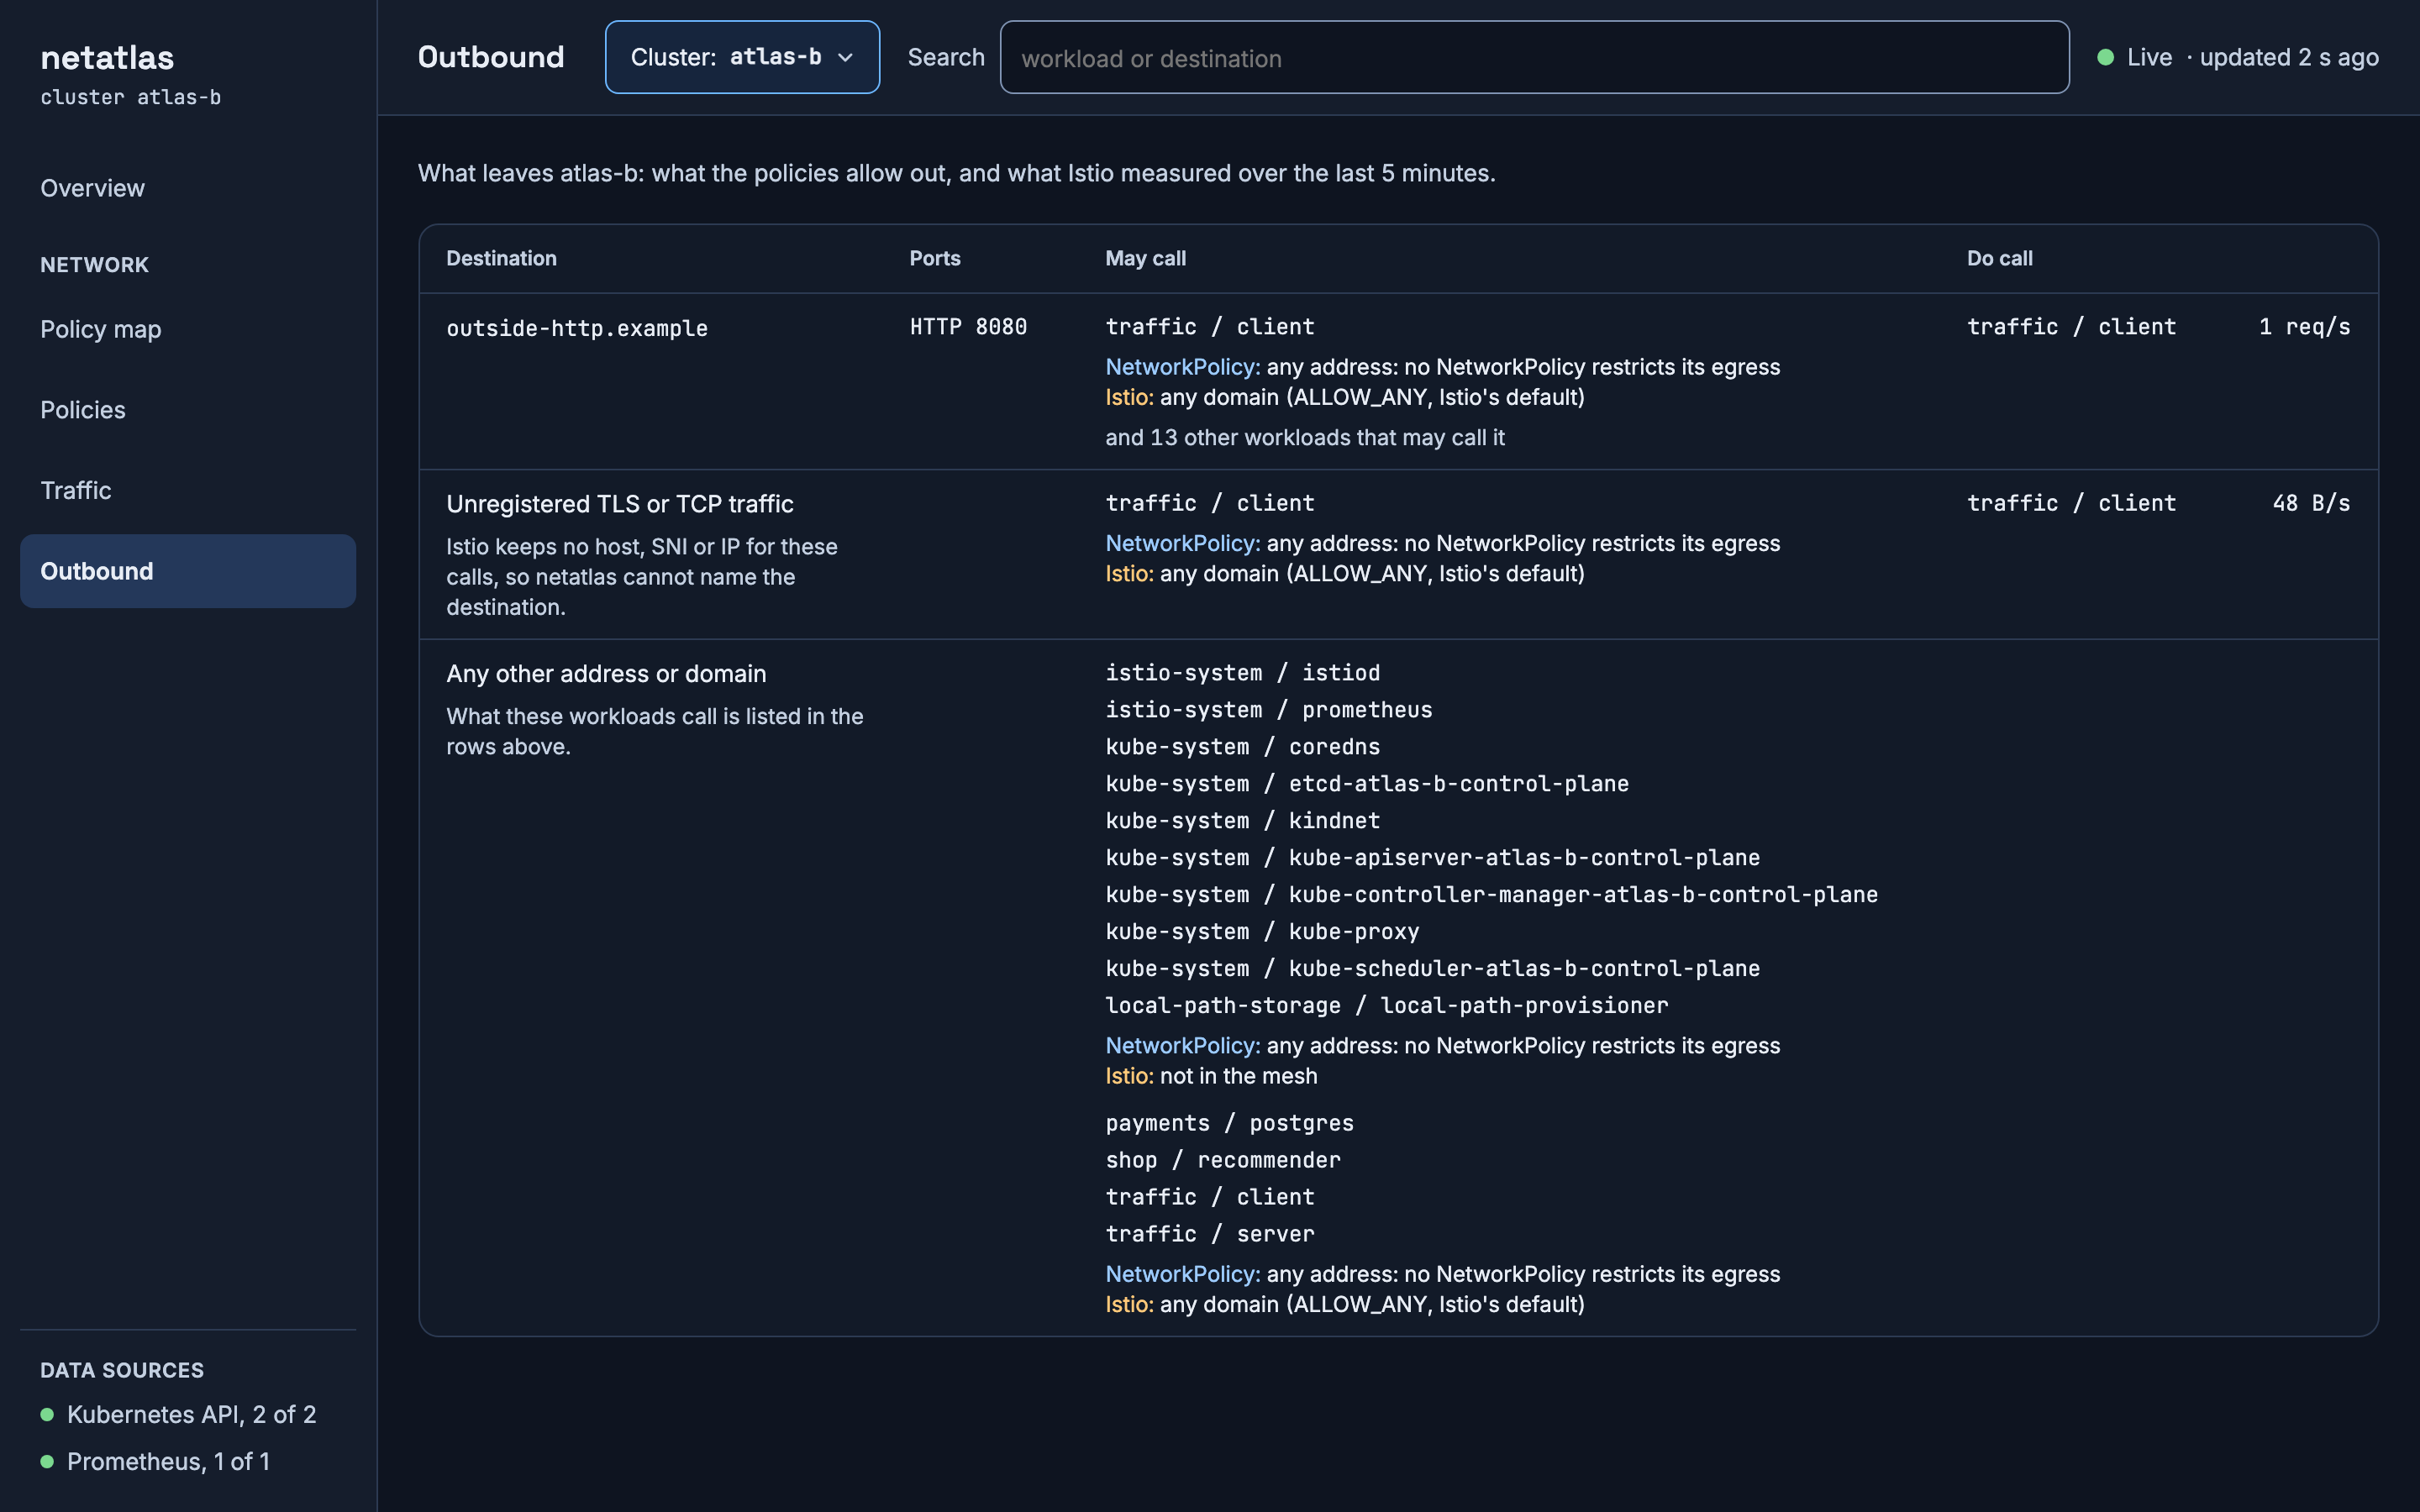 netatlas
cluster atlas-b
Overview
NETWORK
Policy map
Policies
Traffic
Outbound
DATA SOURCES
Kubernetes API, 2 of 2
Prometheus, 1 of 1
Outbound
Cluster: atlas-b
Search
workload or destination
Live · updated 2 s ago
What leaves atlas-b: what the policies allow out, and what Istio measured over the last 5 minutes.
Destination Ports May call Do call
outside-http.example HTTP 8080 traffic / client traffic / client 1 req/s
NetworkPolicy: any address: no NetworkPolicy restricts its egress
Istio: any domain (ALLOW_ANY, Istio's default)
and 13 other workloads that may call it
Unregistered TLS or TCP traffic traffic / client traffic / client 48 B/s
Istio keeps no host, SNI or IP for these
calls, so netatlas cannot name the
destination.
NetworkPolicy: any address: no NetworkPolicy restricts its egress
Istio: any domain (ALLOW_ANY, Istio's default)
Any other address or domain
What these workloads call is listed in the
rows above.
istio-system / istiod
istio-system / prometheus
kube-system / coredns
kube-system / etcd-atlas-b-control-plane
kube-system / kindnet
kube-system / kube-apiserver-atlas-b-control-plane
kube-system / kube-controller-manager-atlas-b-control-plane
kube-system / kube-proxy
kube-system / kube-scheduler-atlas-b-control-plane
local-path-storage / local-path-provisioner
NetworkPolicy: any address: no NetworkPolicy restricts its egress
Istio: not in the mesh
payments / postgres
shop / recommender
traffic / client
traffic / server
NetworkPolicy: any address: no NetworkPolicy restricts its egress
Istio: any domain (ALLOW_ANY, Istio's default)